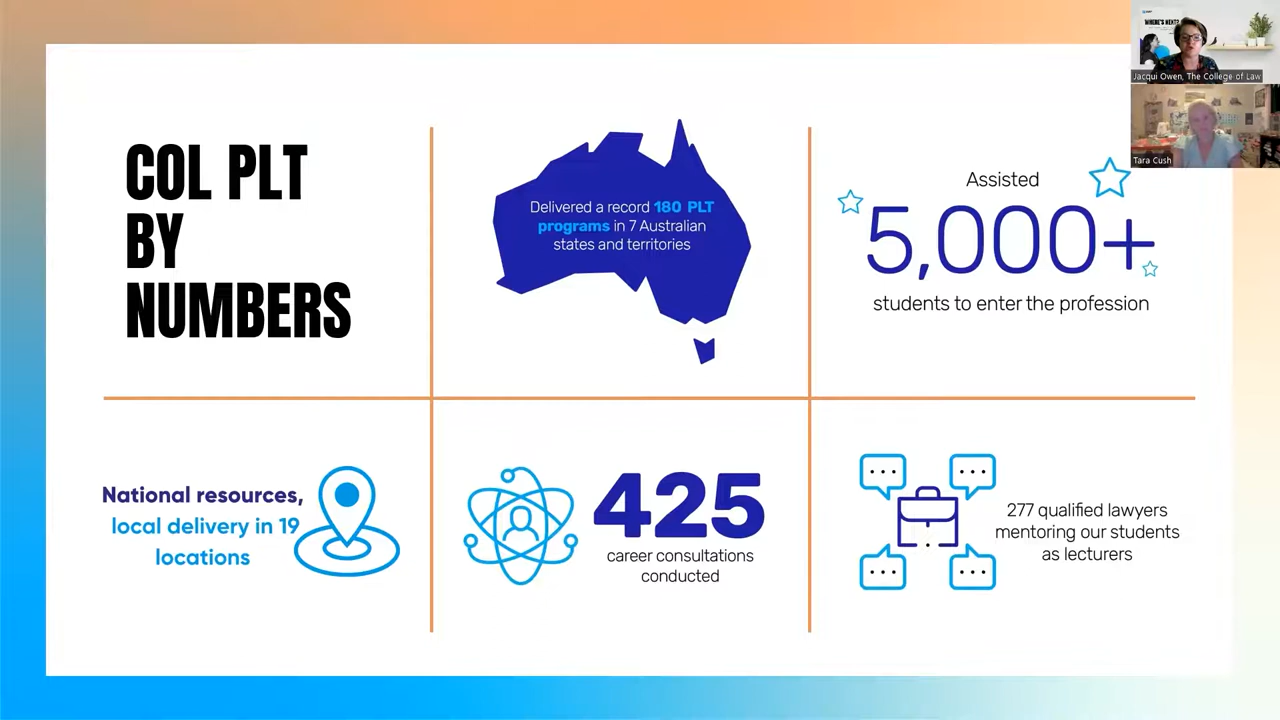 COL PLT
BY
NUMBERS
Delivered a record 180 PLT
programs in 7 Australian
states and territories
Assisted
5,000+
students to enter the profession
National resources,
local delivery in 19
locations
425
career consultations
conducted
277 qualified lawyers
mentoring our students
as lecturers
WHERE'S NEXT?
Jacqui Owen, The College of Law
Tara Cush